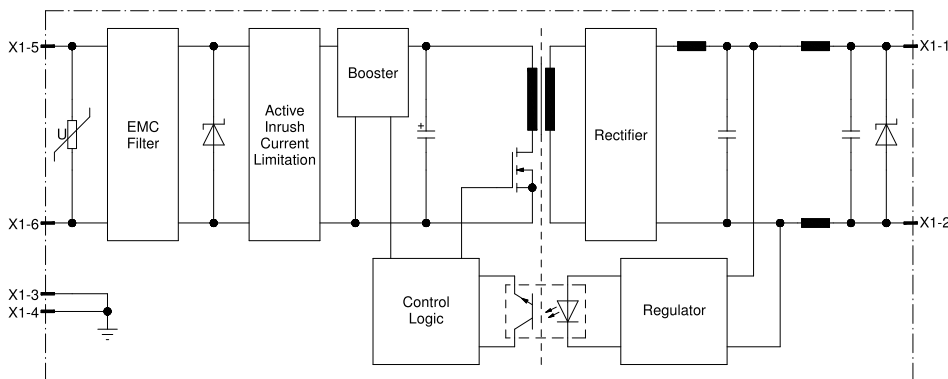 X1-5
X1-1
Booster
U
EMC
Filter
Active
Inrush
Current
Limitation
+
Rectifier
X1-6
X1-2
X1-3
X1-4
Control
Logic
Regulator